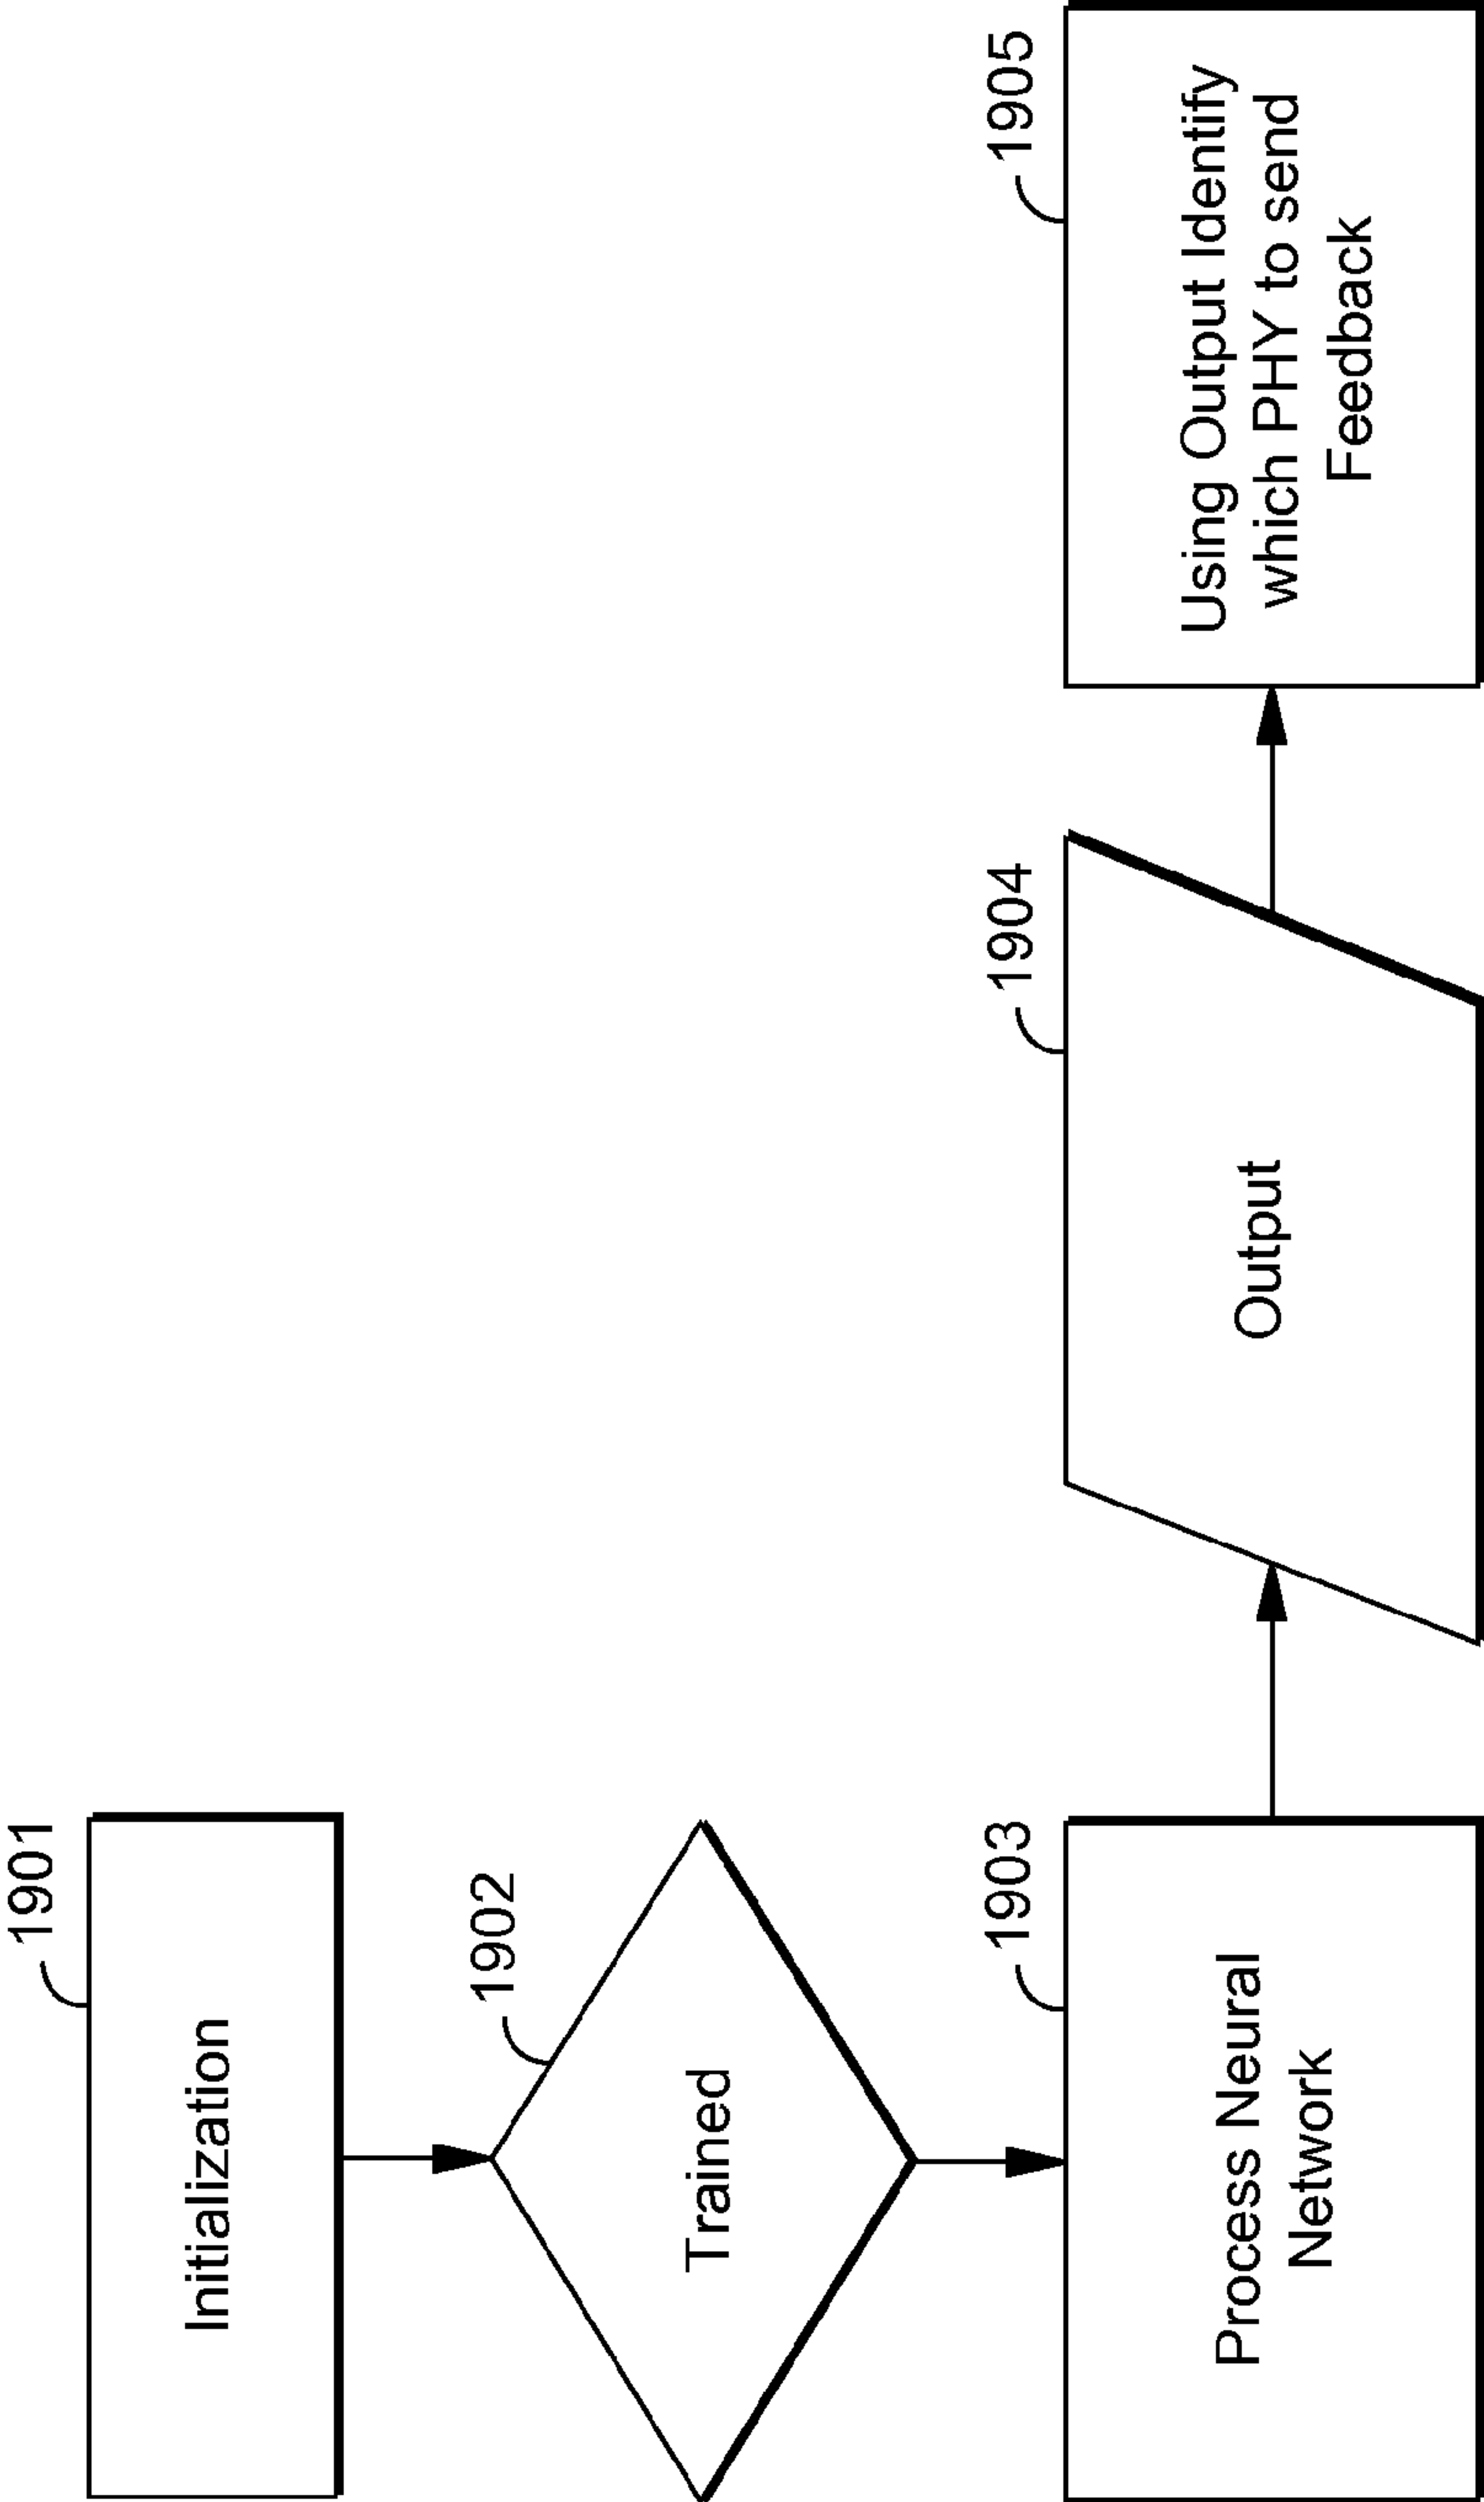 1901
Initialization
1902
Trained
1903
Process Neural
Network
1904
Output
1905
Using Output Identify
which PHY to send
Feedback